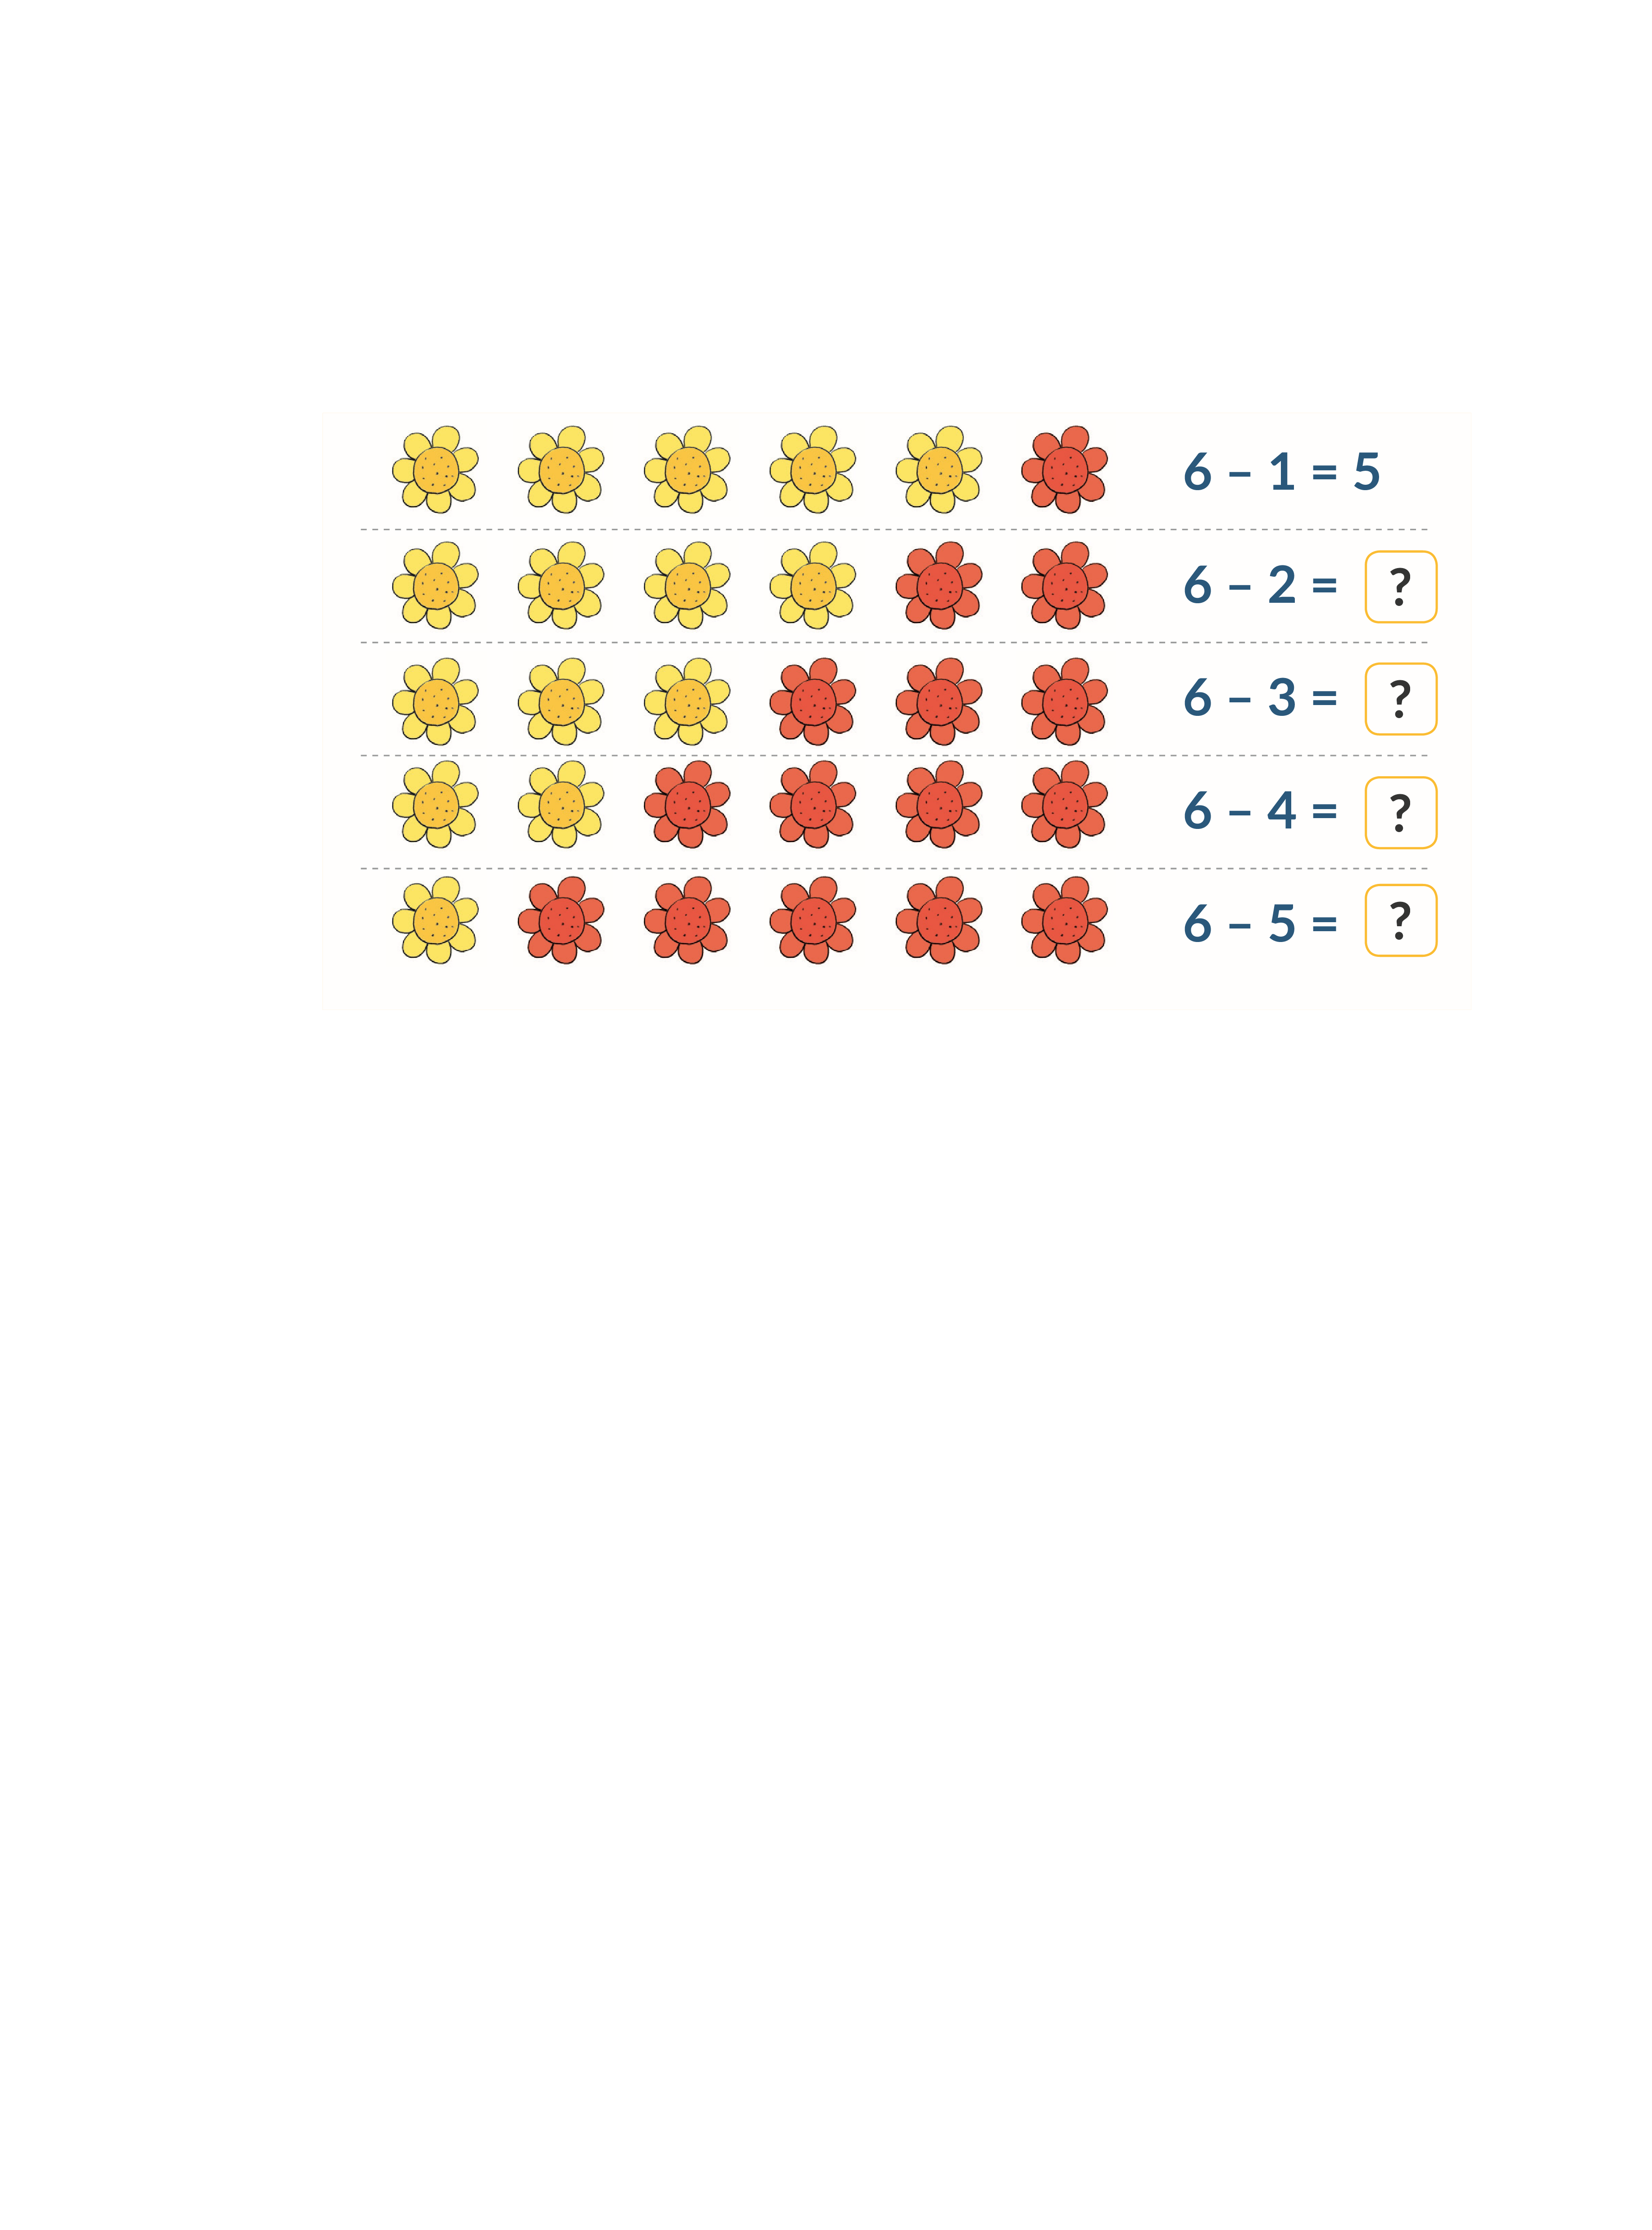 6 – 1 = 5
6 – 2 = ?
6 – 3 = ?
6 – 4 = ?
6 – 5 = ?